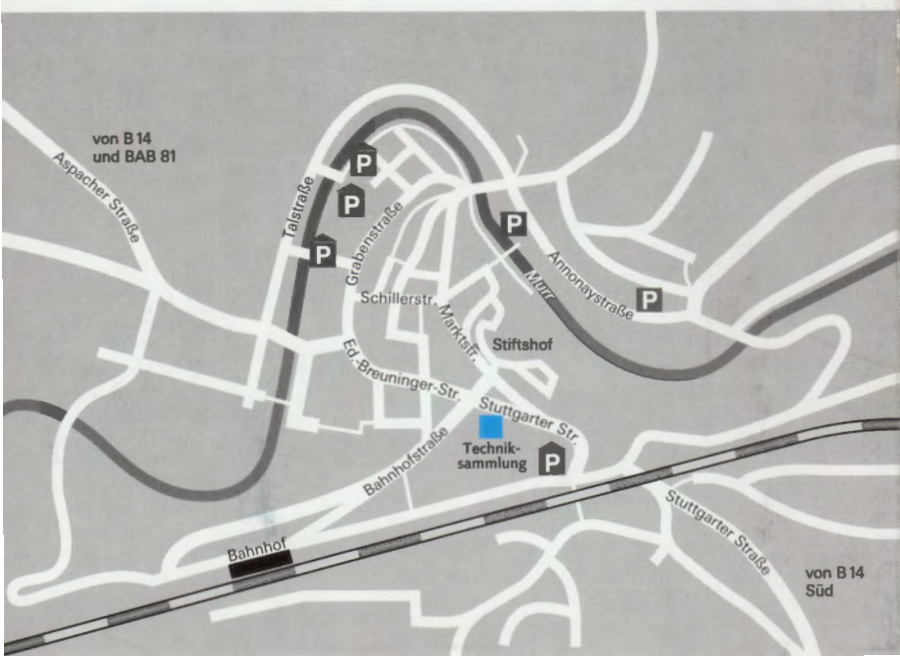 von B 14
und BAB 81
Aspacher Straße
Talstraße
P
P
P
Grabenstraße
P
Murr
Annonaystraße
P
Schillerstr.
Marktstr.
Stiftshof
Ed.-Breuninger-Str.
Stuttgarter Str.
Technik-
sammlung
P
Bahnhofstraße
Bahnhof
Stuttgarter Straße
von B 14
Süd